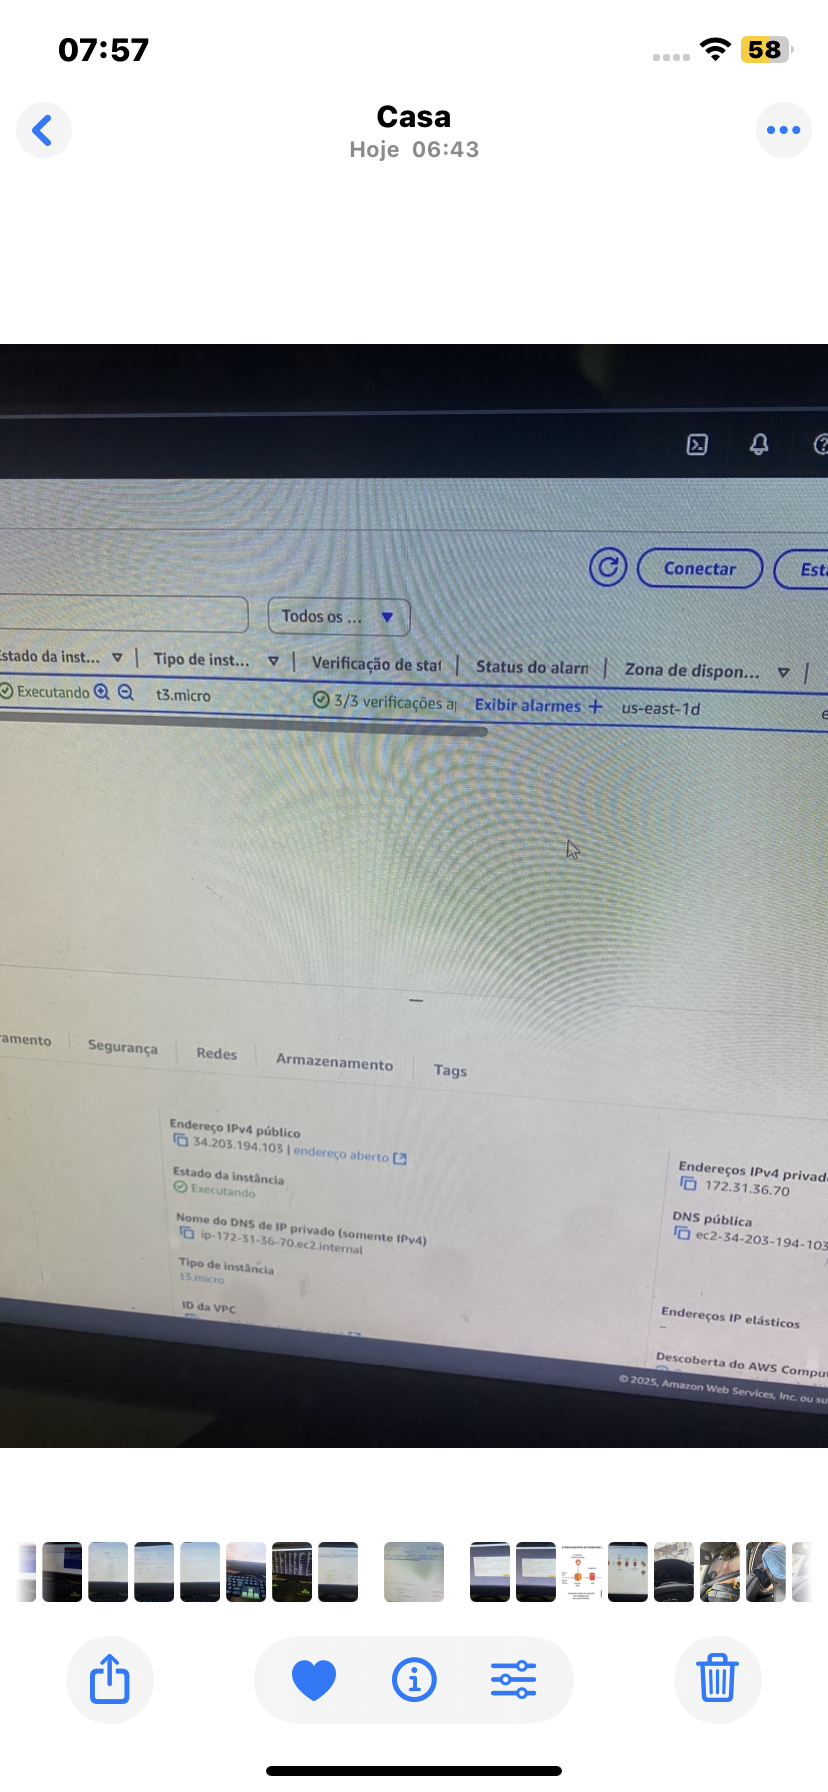 07:57
58
Casa
Hoje 06:43
Conectar
Todos os ...
stado da inst... | Tipo de inst... | Verificação de stat | Status do alarm | Zona de dispon... |
Executando t3.micro 3/3 verificações a Exibir alarmes + us-east-1d
amento Segurança Redes Armazenamento Tags
Endereço IPv4 público
34.203.194.103 | endereço aberto
Estado da instância
Executando
Nome do DNS de IP privado (somente IPv4)
ip-172-31-36-70.ec2.internal
Tipo de instância
t3.micro
ID da VPC
Endereços IPv4 privad
172.31.36.70
DNS pública
ec2-34-203-194-103
Endereços IP elásticos
–
Descoberta do AWS Compu
© 2025, Amazon Web Services, Inc. ou su